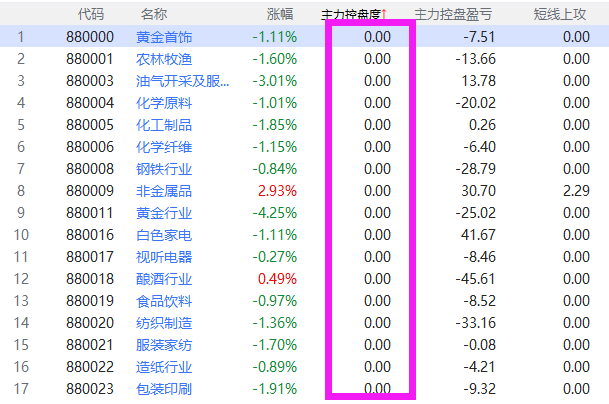 代码 名称 涨幅 主力控盘度↑ 主力控盘盈亏 短线上攻
1 880000 黄金首饰 -1.11% 0.00 -7.51 0.00
2 880001 农林牧渔 -1.60% 0.00 -13.66 0.00
3 880003 油气开采及服... -3.01% 0.00 13.78 0.00
4 880004 化学原料 -1.01% 0.00 -20.02 0.00
5 880005 化工制品 -1.85% 0.00 0.26 0.00
6 880006 化学纤维 -1.15% 0.00 -6.40 0.00
7 880008 钢铁行业 -0.84% 0.00 -28.79 0.00
8 880009 非金属品 2.93% 0.00 30.70 2.29
9 880011 黄金行业 -4.25% 0.00 -25.02 0.00
10 880016 白色家电 -1.11% 0.00 41.67 0.00
11 880017 视听电器 -0.27% 0.00 -8.46 0.00
12 880018 酿酒行业 0.49% 0.00 -45.61 0.00
13 880019 食品饮料 -0.97% 0.00 -8.52 0.00
14 880020 纺织制造 -1.36% 0.00 -33.16 0.00
15 880021 服装家纺 -1.70% 0.00 -0.08 0.00
16 880022 造纸行业 -0.89% 0.00 -4.21 0.00
17 880023 包装印刷 -1.91% 0.00 -9.32 0.00